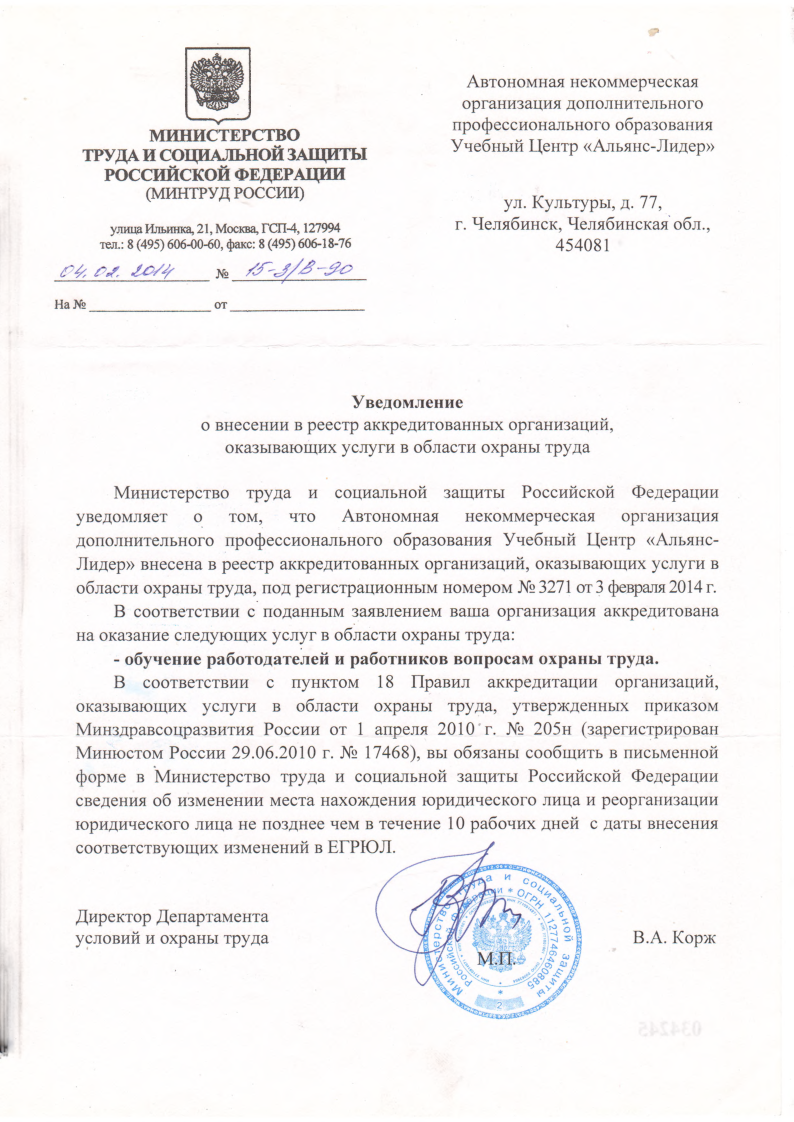 МИНИСТЕРСТВО
ТРУДА И СОЦИАЛЬНОЙ ЗАЩИТЫ
РОССИЙСКОЙ ФЕДЕРАЦИИ
(МИНТРУД РОССИИ)
улица Ильинка, 21, Москва, ГСП-4, 127994
тел.: 8 (495) 606-00-60, факс: 8 (495) 606-18-76
04.02.2014 № 15-3/В-90
На № ____________ от ____________
Автономная некоммерческая
организация дополнительного
профессионального образования
Учебный Центр «Альянс-Лидер»
ул. Культуры, д. 77,
г. Челябинск, Челябинская обл.,
454081
Уведомление
о внесении в реестр аккредитованных организаций,
оказывающих услуги в области охраны труда
Министерство труда и социальной защиты Российской Федерации
уведомляет о том, что Автономная некоммерческая организация
дополнительного профессионального образования Учебный Центр «Альянс-
Лидер» внесена в реестр аккредитованных организаций, оказывающих услуги в
области охраны труда, под регистрационным номером № 3271 от 3 февраля 2014 г.
В соответствии с поданным заявлением ваша организация аккредитована
на оказание следующих услуг в области охраны труда:
- обучение работодателей и работников вопросам охраны труда.
В соответствии с пунктом 18 Правил аккредитации организаций,
оказывающих услуги в области охраны труда, утвержденных приказом
Минздравсоцразвития России от 1 апреля 2010 г. № 205н (зарегистрирован
Минюстом России 29.06.2010 г. № 17468), вы обязаны сообщить в письменной
форме в Министерство труда и социальной защиты Российской Федерации
сведения об изменении места нахождения юридического лица и реорганизации
юридического лица не позднее чем в течение 10 рабочих дней с даты внесения
соответствующих изменений в ЕГРЮЛ.
Директор Департамента
условий и охраны труда
В.А. Корж
М.П.
Министерство труда и социальной защиты
Российской Федерации * ОГРН 1127746460885
2
034245